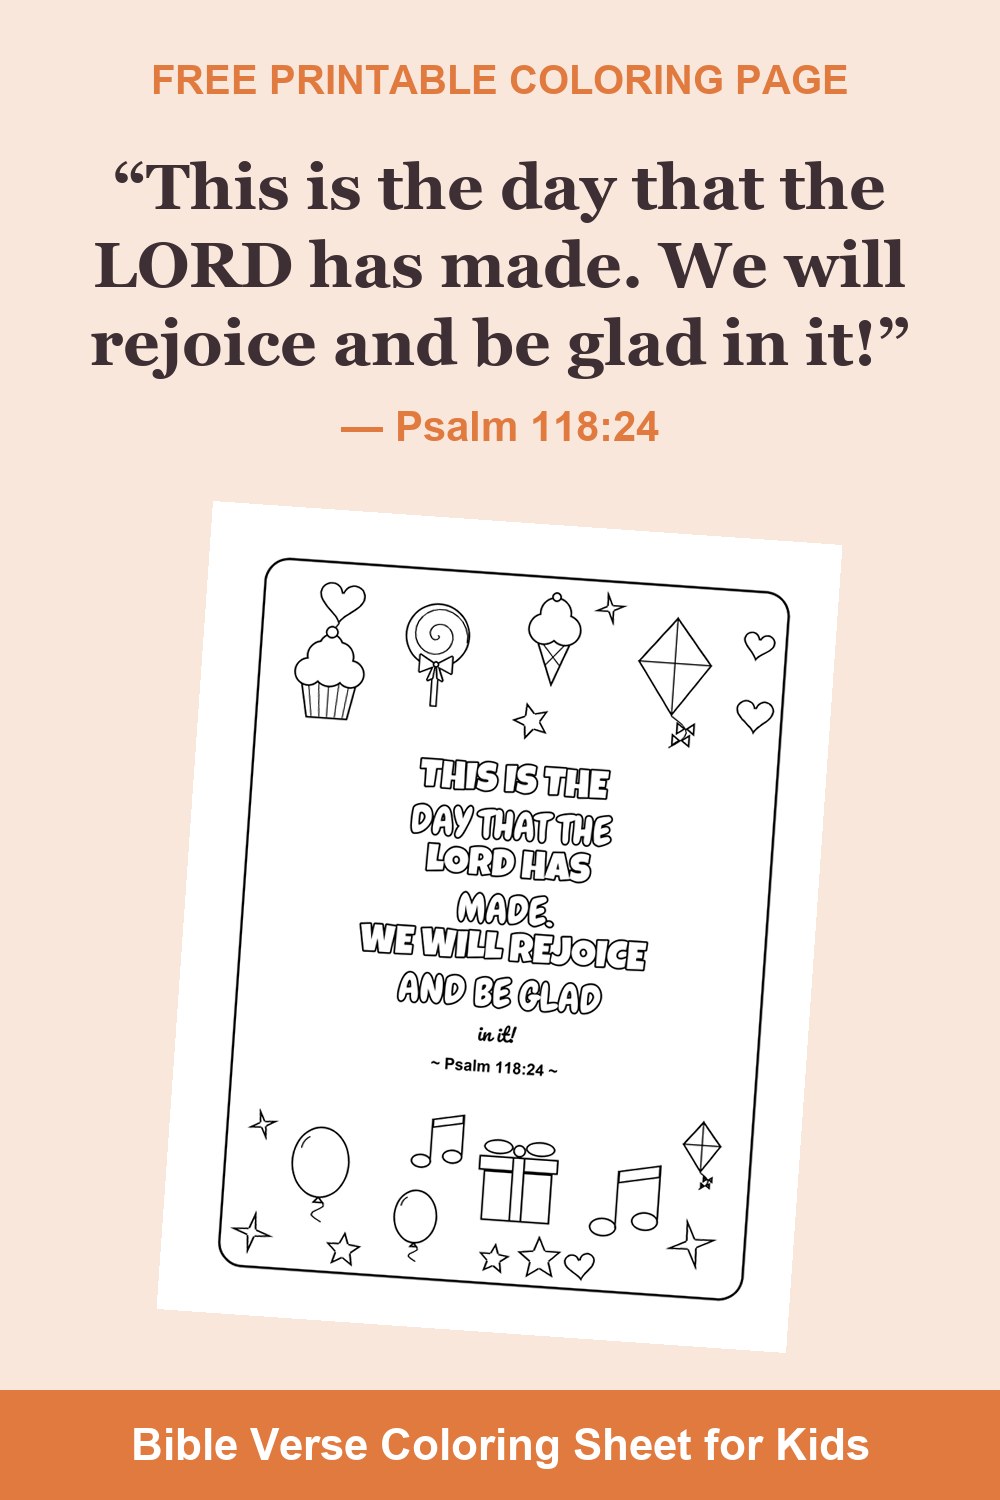 FREE PRINTABLE COLORING PAGE
“This is the day that the
LORD has made. We will
rejoice and be glad in it!”
— Psalm 118:24
THIS IS THE
DAY THAT THE
LORD HAS
MADE.
WE WILL REJOICE
AND BE GLAD
in it!
~ Psalm 118:24 ~
Bible Verse Coloring Sheet for Kids